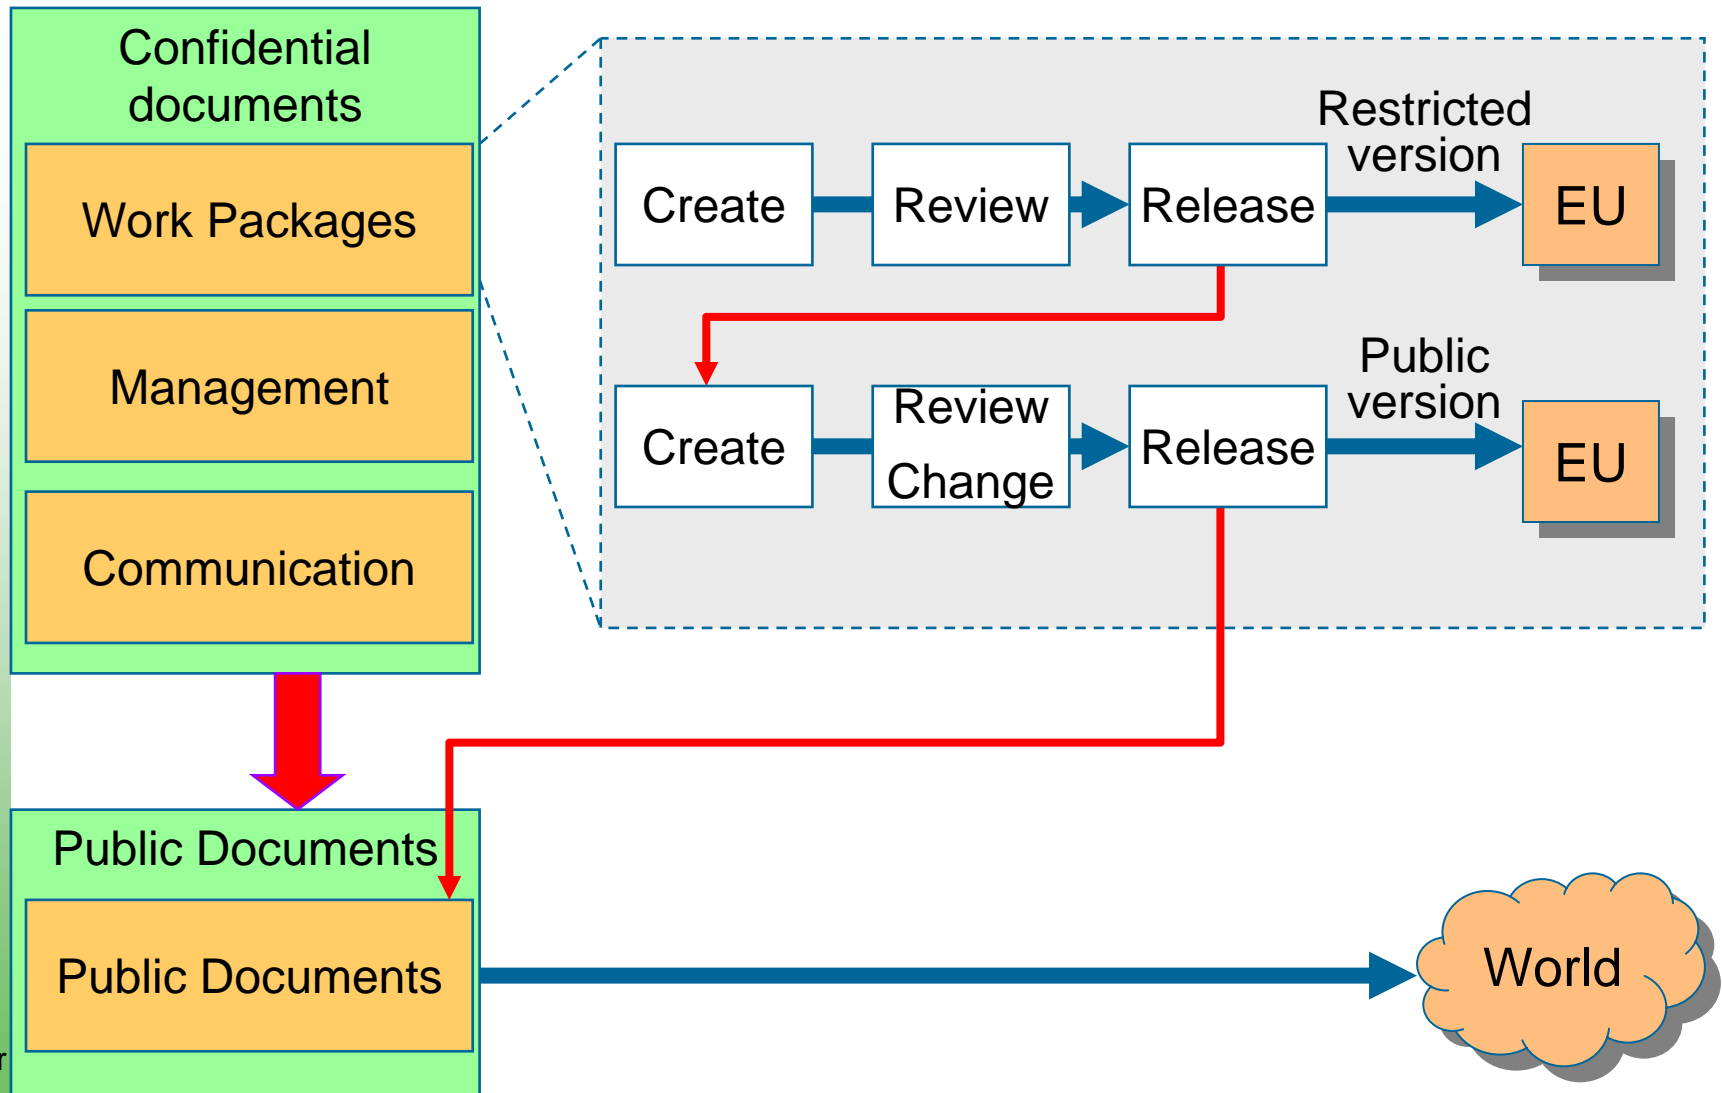 Confidential
documents
Work Packages
Management
Communication
Restricted
version
Create
Review
Release
EU
Public
version
Create
Review
Change
Release
EU
Public Documents
Public Documents
World
r